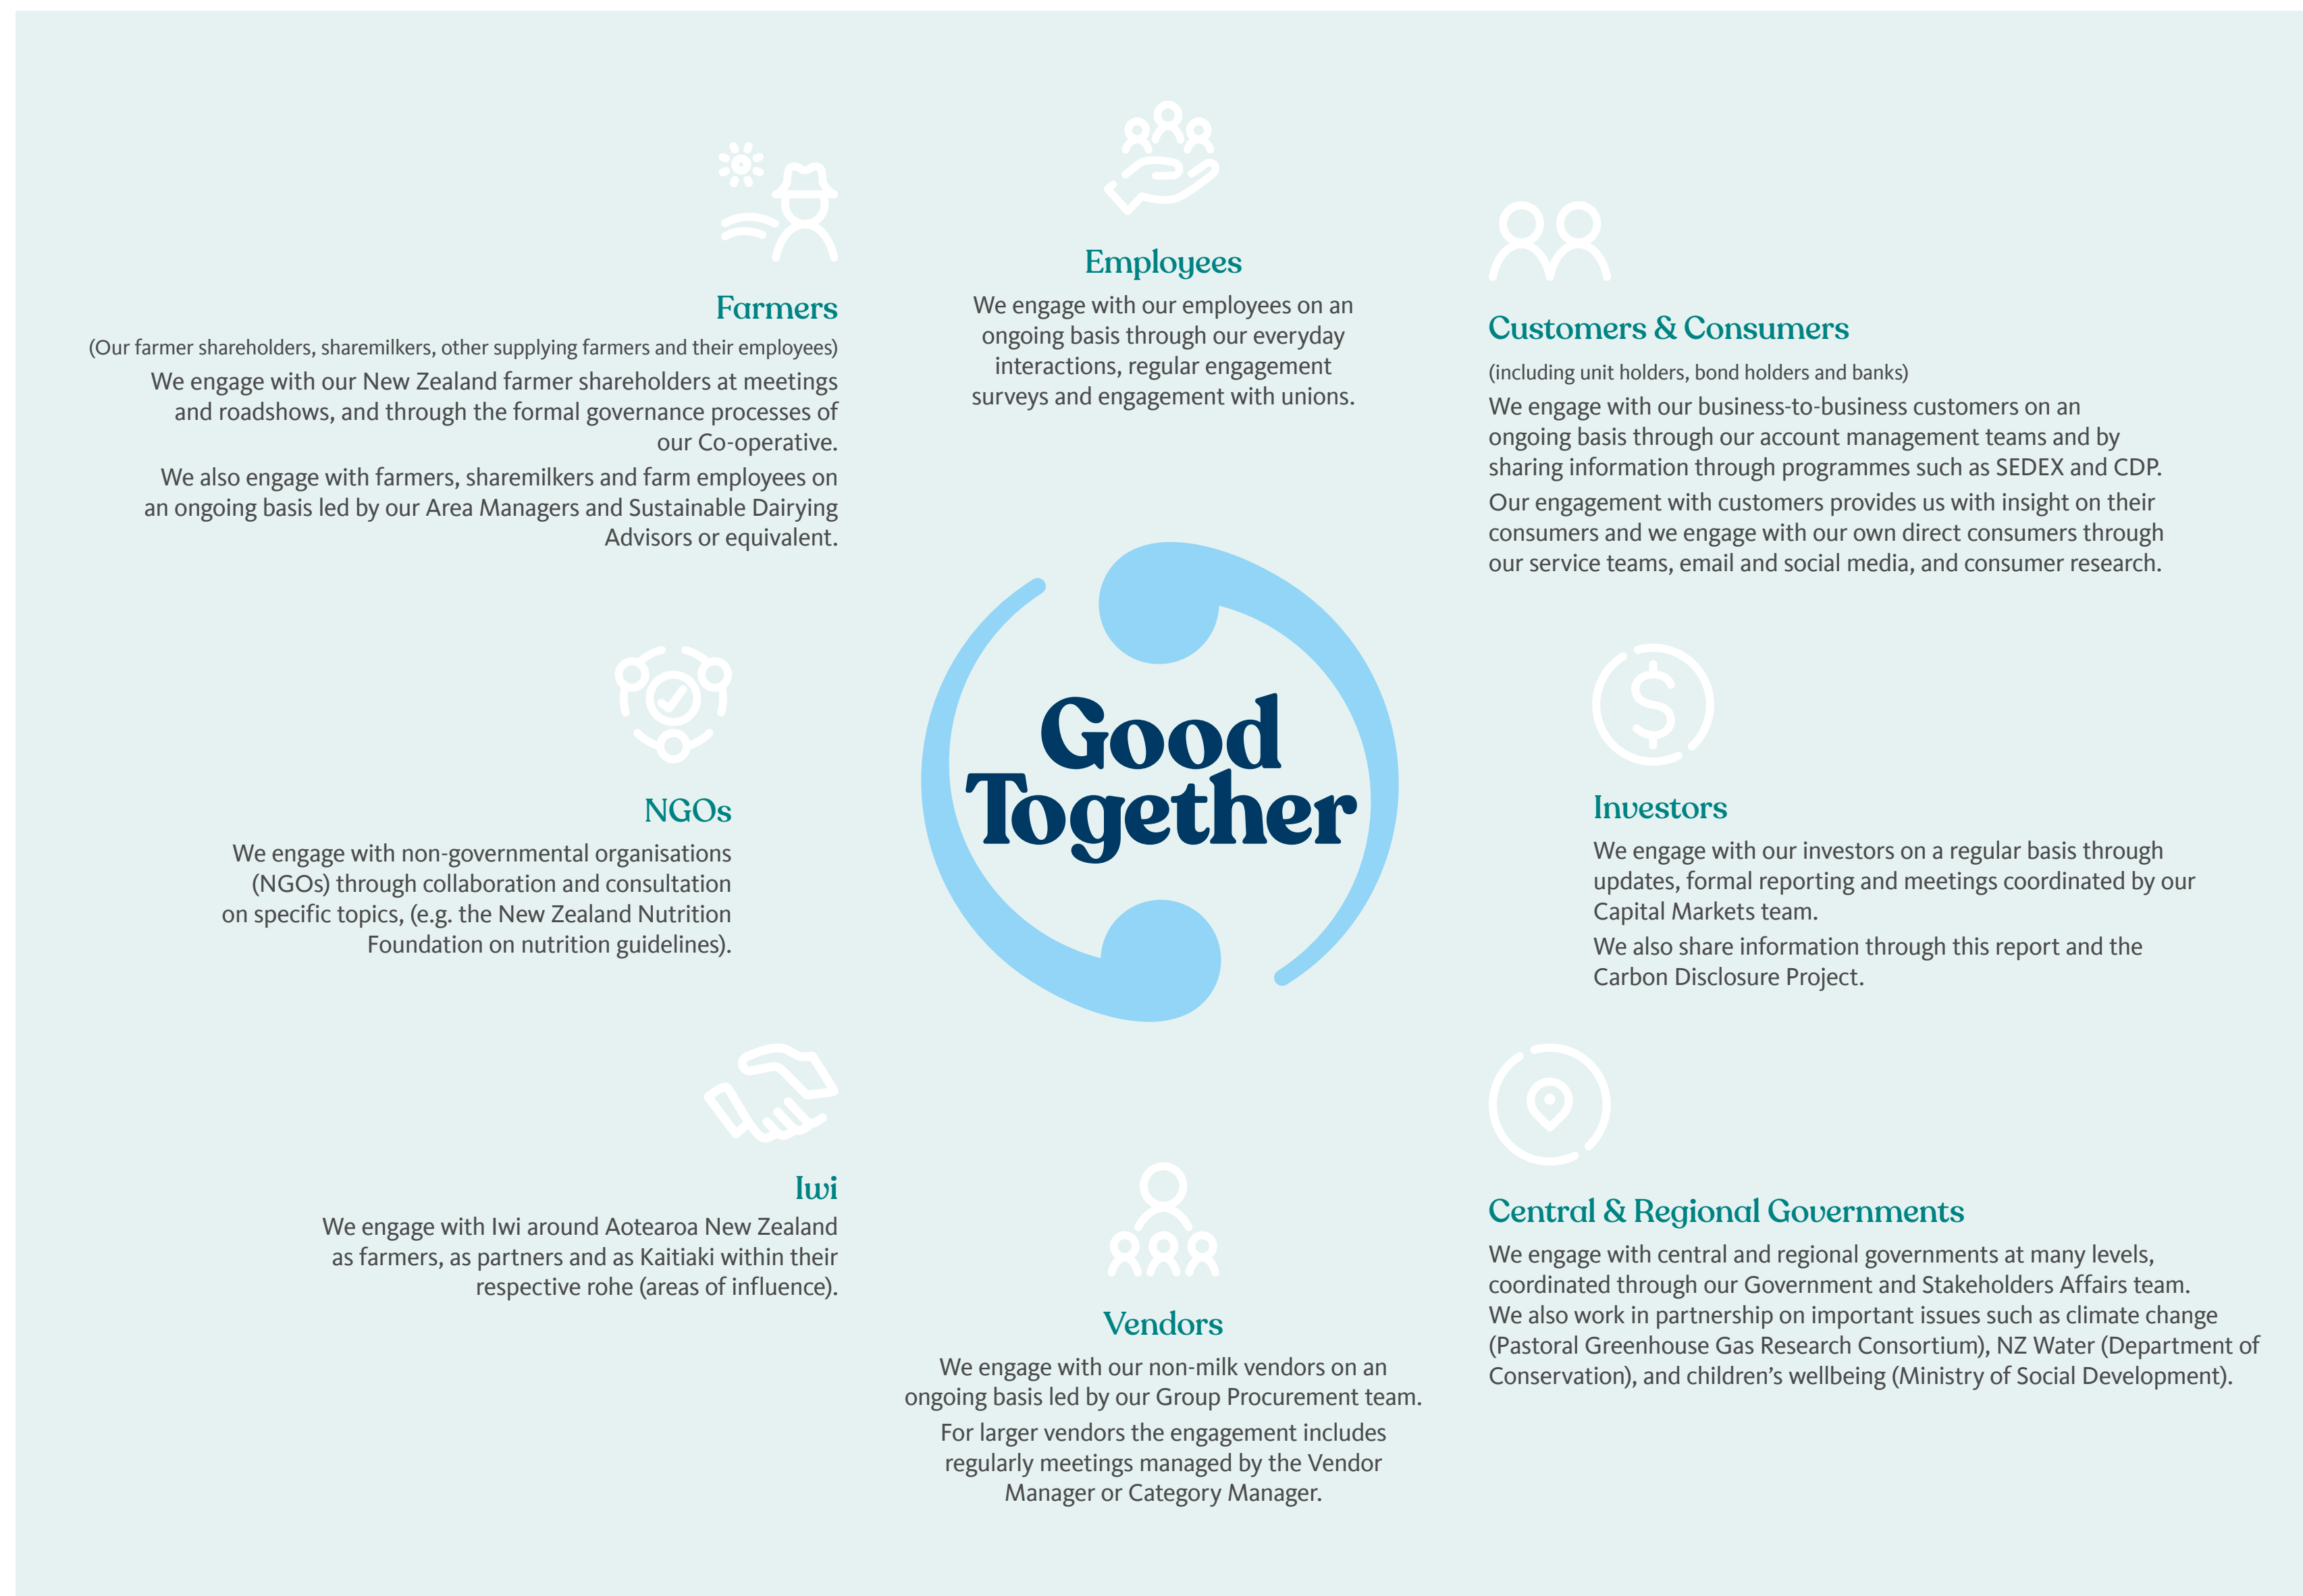 Farmers
(Our farmer shareholders, sharemilkers, other supplying farmers and their employees)
We engage with our New Zealand farmer shareholders at meetings
and roadshows, and through the formal governance processes of
our Co-operative.
We also engage with farmers, sharemilkers and farm employees on
an ongoing basis led by our Area Managers and Sustainable Dairying
Advisors or equivalent.
Employees
We engage with our employees on an
ongoing basis through our everyday
interactions, regular engagement
surveys and engagement with unions.
Customers & Consumers
(including unit holders, bond holders and banks)
We engage with our business-to-business customers on an
ongoing basis through our account management teams and by
sharing information through programmes such as SEDEX and CDP.
Our engagement with customers provides us with insight on their
consumers and we engage with our own direct consumers through
our service teams, email and social media, and consumer research.
NGOs
We engage with non-governmental organisations
(NGOs) through collaboration and consultation
on specific topics, (e.g. the New Zealand Nutrition
Foundation on nutrition guidelines).
Good
Together
Investors
We engage with our investors on a regular basis through
updates, formal reporting and meetings coordinated by our
Capital Markets team.
We also share information through this report and the
Carbon Disclosure Project.
Iwi
We engage with Iwi around Aotearoa New Zealand
as farmers, as partners and as Kaitiaki within their
respective rohe (areas of influence).
Vendors
We engage with our non-milk vendors on an
ongoing basis led by our Group Procurement team.
For larger vendors the engagement includes
regularly meetings managed by the Vendor
Manager or Category Manager.
Central & Regional Governments
We engage with central and regional governments at many levels,
coordinated through our Government and Stakeholders Affairs team.
We also work in partnership on important issues such as climate change
(Pastoral Greenhouse Gas Research Consortium), NZ Water (Department of
Conservation), and children’s wellbeing (Ministry of Social Development).